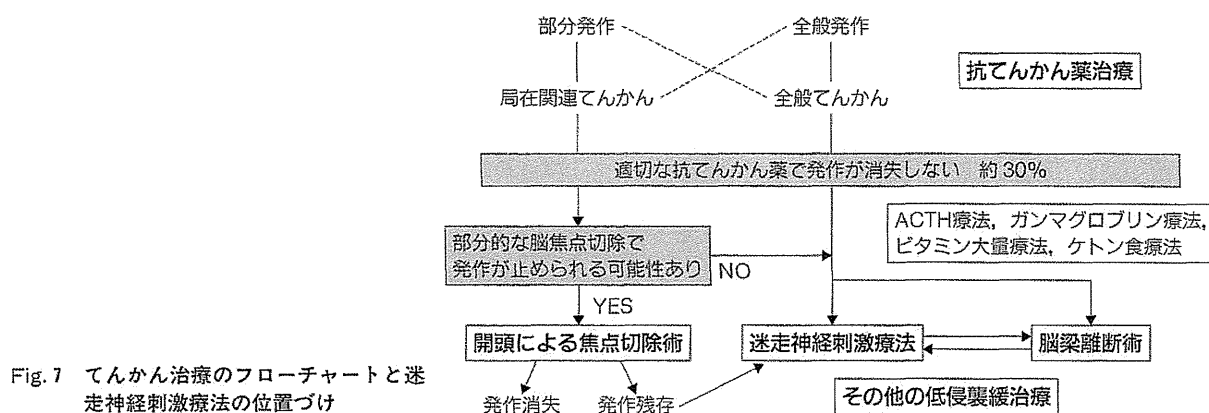 部分発作
全般発作
抗てんかん薬治療
局在関連てんかん
全般てんかん
適切な抗てんかん薬で発作が消失しない 約30%
ACTH療法，ガンマグロブリン療法，
ビタミン大量療法，ケトン食療法
部分的な脳焦点切除で
発作が止められる可能性あり
NO
YES
開頭による焦点切除術
迷走神経刺激療法
脳梁離断術
発作消失
発作残存
その他の低侵襲緩治療
Fig. 1 てんかん治療のフローチャートと迷
走神経刺激療法の位置づけ